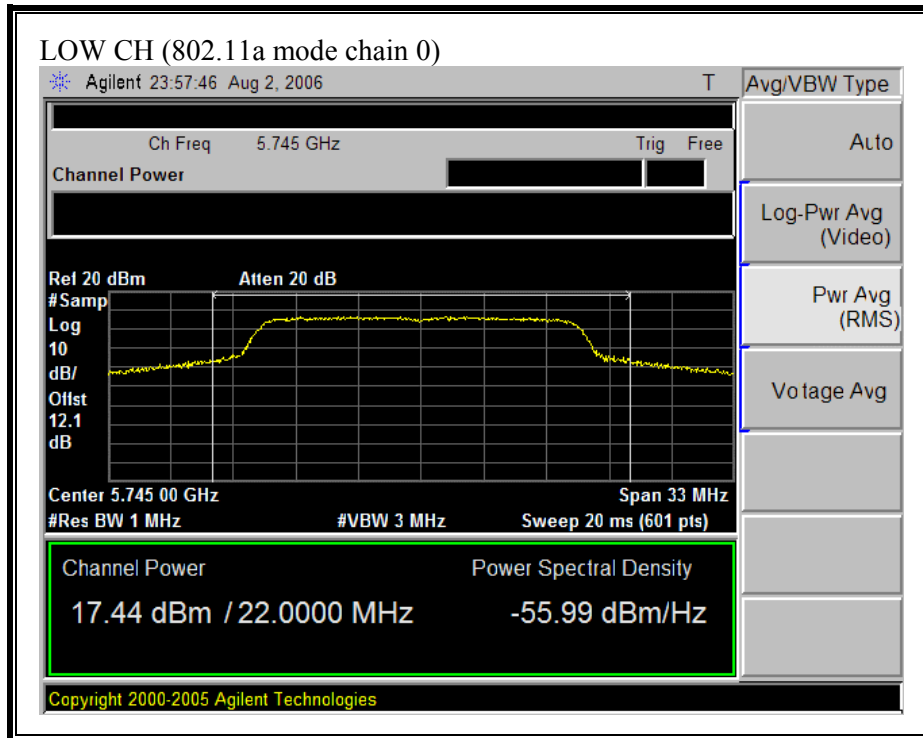 LOW CH (802.11a mode chain 0)
Agilent 23:57:46 Aug 2, 2006 T
Avg/VBW Type
Ch Freq 5.745 GHz Trig Free
Channel Power
Auto
Log-Pwr Avg
(Video)
Pwr Avg
(RMS)
Voltage Avg
Ref 20 dBm Atten 20 dB
#Samp
Log
10
dB/
Offst
12.1
dB
Center 5.745 00 GHz Span 33 MHz
#Res BW 1 MHz #VBW 3 MHz Sweep 20 ms (601 pts)
Channel Power Power Spectral Density
17.44 dBm / 22.0000 MHz -55.99 dBm/Hz
Copyright 2000-2005 Agilent Technologies